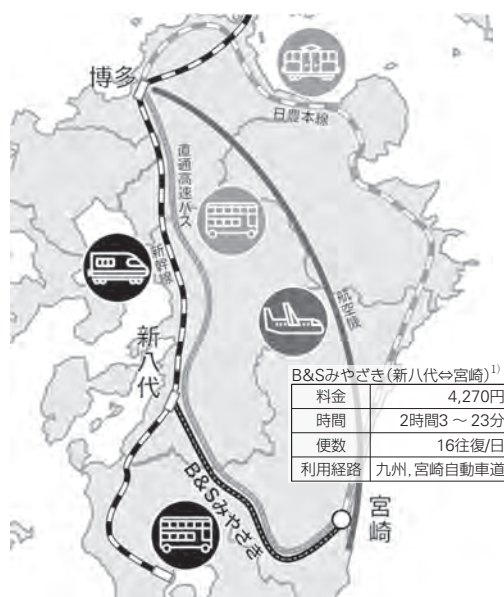 博多
日農本線
直通高速バス
新幹線
航空機
新八代
B&Sみやざき(新八代⇔宮崎)1)
料金 4,270円
時間 2時間3 ～ 23分
便数 16往復/日
利用経路 九州, 宮崎自動車道
B&Sみやざき
宮崎